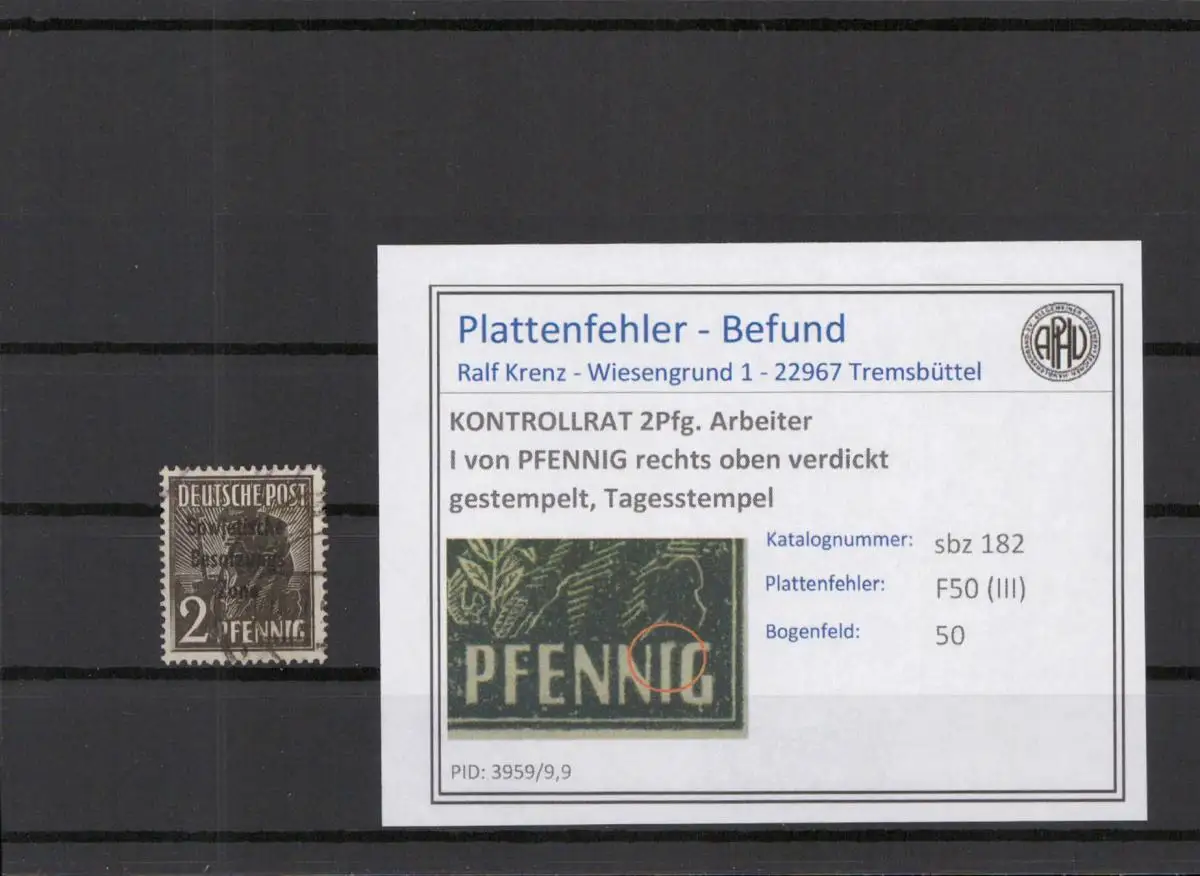 DEUTSCHE POST
Sowjetische
Besatzungs
Zone
2 PFENNIG
Plattenfehler - Befund
Ralf Krenz - Wiesengrund 1 - 22967 Tremsbüttel
APHV
KONTROLLRAT 2Pfg. Arbeiter
I von PFENNIG rechts oben verdickt
gestempelt, Tagesstempel
Katalognummer: sbz 182
Plattenfehler: F50 (III)
Bogenfeld: 50
PFENNIG
PID: 3959/9,9